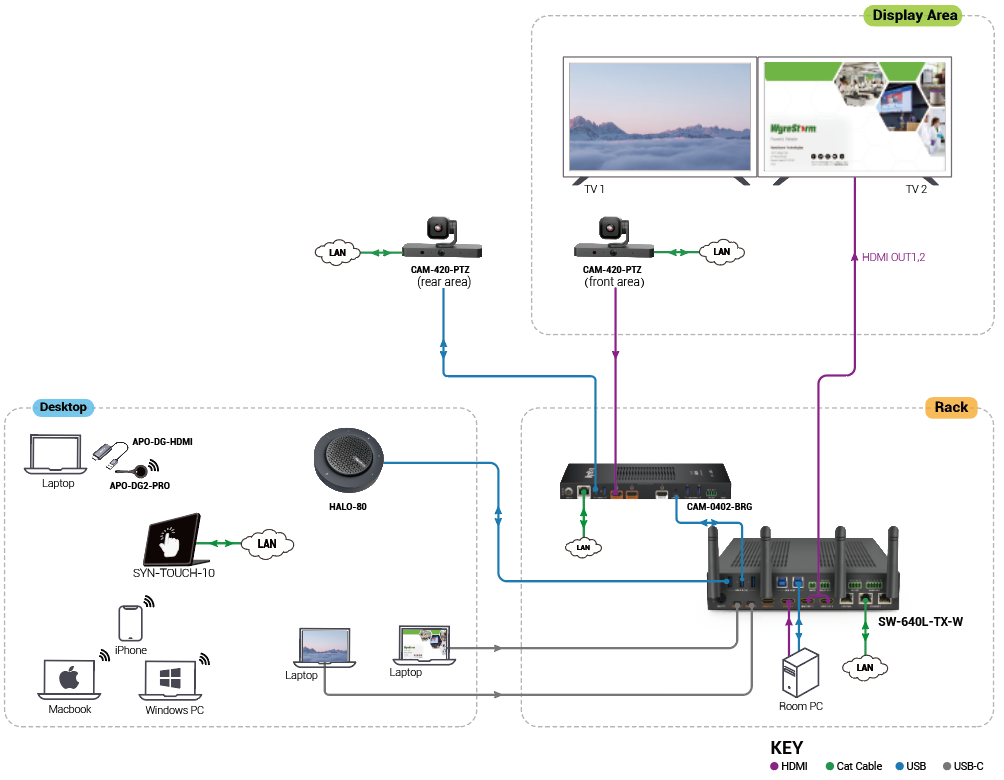 Display Area
WyreStorm
TV 1
TV 2
LAN
CAM-420-PTZ
(rear area)
CAM-420-PTZ
(front area)
LAN
HDMI OUT1,2
Desktop
Rack
Laptop
APO-DG-HDMI
APO-DG2-PRO
HALO-80
CAM-0402-BRG
LAN
SYN-TOUCH-10
LAN
SW-640L-TX-W
iPhone
Macbook
Windows PC
Laptop
Laptop
LAN
Room PC
KEY
HDMI
Cat Cable
USB
USB-C